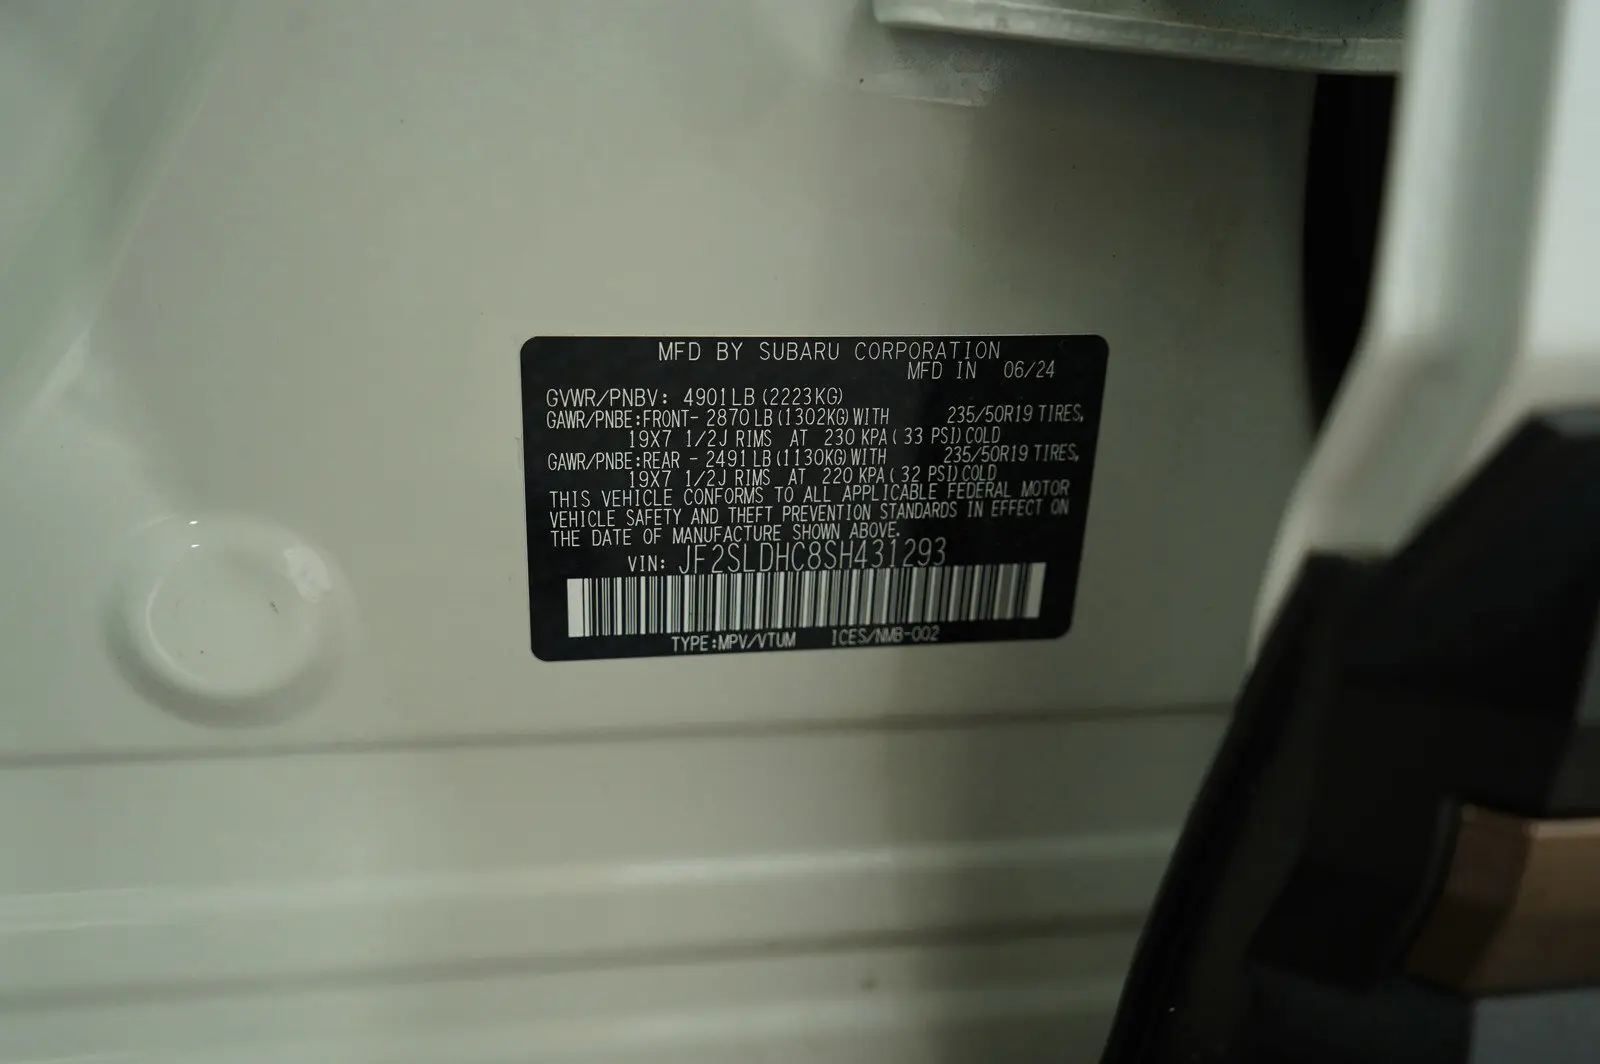 MFD BY SUBARU CORPORATION
MFD IN 06/24
GVWR/PNBV: 4901LB (2223KG)
GAWR/PNBE:FRONT- 2870LB (1302KG) WITH 235/50R19 TIRES,
19X7 1/2J RIMS AT 230 KPA ( 33 PSI) COLD
GAWR/PNBE:REAR - 2491LB (1130KG) WITH 235/50R19 TIRES,
19X7 1/2J RIMS AT 220 KPA ( 32 PSI) COLD
THIS VEHICLE CONFORMS TO ALL APPLICABLE FEDERAL MOTOR
VEHICLE SAFETY AND THEFT PREVENTION STANDARDS IN EFFECT ON
THE DATE OF MANUFACTURE SHOWN ABOVE.
VIN: JF2SLDHC8SH431293
TYPE:MPV/VTUM ICES/NMB-002